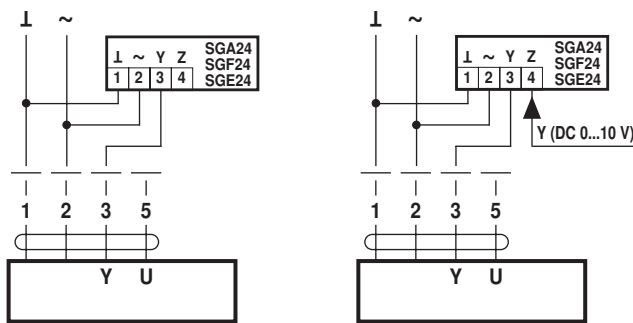 ⊥ ~
⊥ ~ Y Z
1 2 3 4
SGA24
SGF24
SGE24
1 2 3 5
Y U
⊥ ~
⊥ ~ Y Z
1 2 3 4
SGA24
SGF24
SGE24
Y (DC 0...10 V)
1 2 3 5
Y U